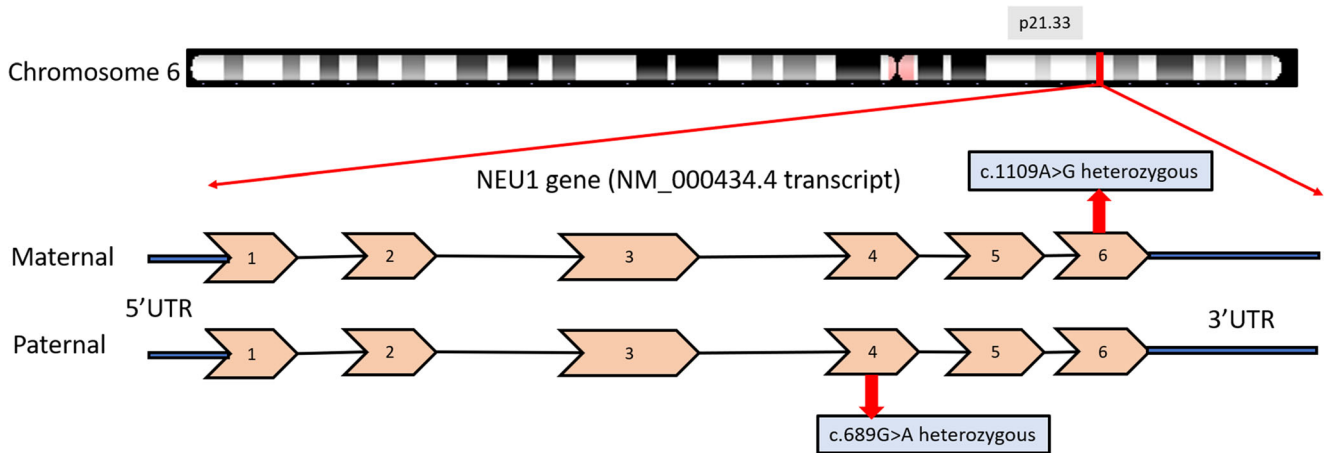 p21.33
Chromosome 6
NEU1 gene (NM_000434.4 transcript)
c.1109A>G heterozygous
Maternal
1 2 3 4 5 6
5'UTR
3'UTR
Paternal
1 2 3 4 5 6
c.689G>A heterozygous